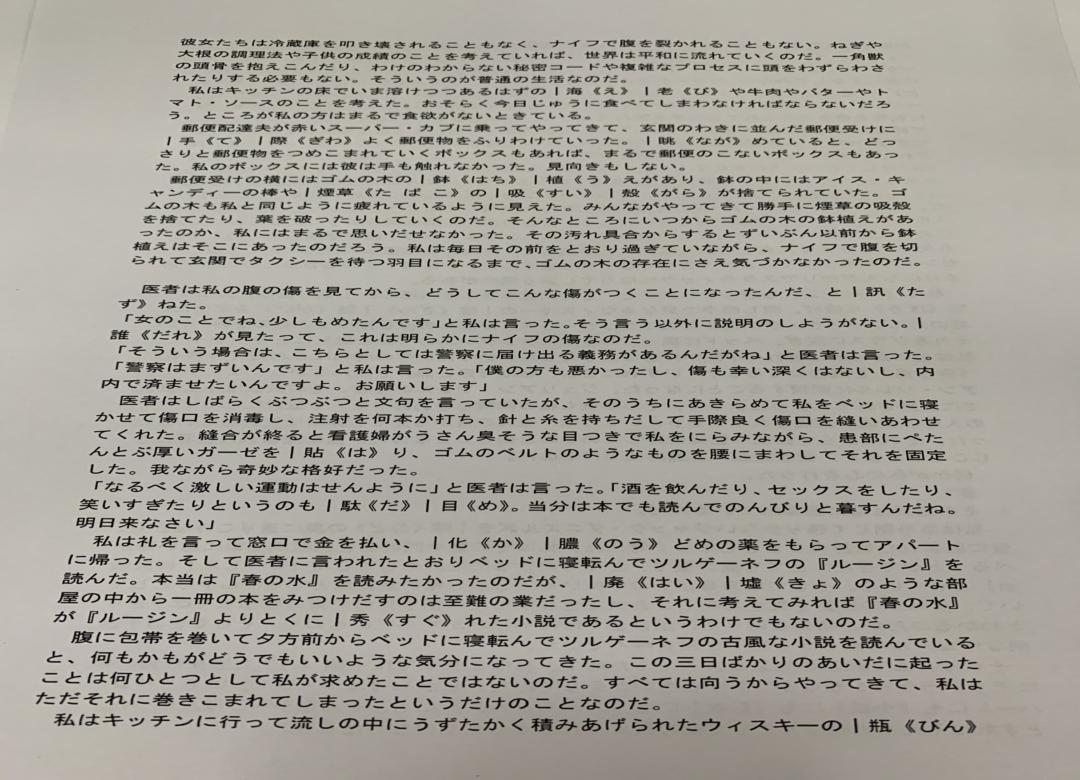 彼女たちは冷蔵庫を叩き壊されることもなく、ナイフで腹を裂かれることもない。ねぎや
大根の調理法や子供の成績のことを考えていれば、世界は平和に流れていくのだ。一角獣
の頭骨を抱えこんだり、わけのわからない秘密コードや複雑なプロセスに頭をわずらわさ
れたりする必要もない。そういうのが普通の生活なのだ。
私はキッチンの床でいま溶けつつあるはずの|海《え》|老《び》や牛肉やバターやト
マト・ソースのことを考えた。おそらく今日じゅうに食べてしまわなければならないだろ
う。ところが私の方はまるで食欲がないときている。
郵便配達夫が赤いスーパー・カブに乗ってやってきて、玄関のわきに並んだ郵便受けに
|手《て》|際《ぎわ》よく郵便物をふりわけていった。|眺《なが》めていると、どっ
さりと郵便物をつめこまれていくボックスもあれば、まるで郵便のこないボックスもあっ
た。私のボックスには彼は手も触れなかった。見向きもしない。
郵便受けの横にはゴムの木の|鉢《はち》|植《う》えがあり、鉢の中にはアイス・キ
ャンディーの棒や|煙草《た ば こ》の|吸《すい》|殻《がら》が捨てられていた。ゴ
ムの木も私と同じように疲れているように見えた。みんながやってきて勝手に煙草の吸殻
を捨てたり、葉を破ったりしていくのだ。そんなところにいつからゴムの木の鉢植えがあ
ったのか、私にはまるで思いだせなかった。その汚れ具合からするとずいぶん以前から鉢
植えはそこにあったのだろう。私は毎日その前をとおり過ぎていながら、ナイフで腹を切
られて玄関でタクシーを待つ羽目になるまで、ゴムの木の存在にさえ気づかなかったのだ。
医者は私の腹の傷を見てから、どうしてこんな傷がつくことになったんだ、と|訊《た
ず》ねた。
「女のことでね、少しもめたんです」と私は言った。そう言う以外に説明のしようがない。|
誰《だれ》が見たって、これは明らかにナイフの傷なのだ。
「そういう場合は、こちらとしては警察に届け出る義務があるんだがね」と医者は言った。
「警察はまずいんです」と私は言った。「僕の方も悪かったし、傷も幸い深くはないし、内
内で済ませたいんですよ。お願いします」
医者はしばらくぶつぶつと文句を言っていたが、そのうちにあきらめて私をベッドに寝
かせて傷口を消毒し、注射を何本か打ち、針と糸を持ちだして手際良く傷口を縫いあわせ
てくれた。縫合が終ると看護婦がうさん臭そうな目つきで私をにらみながら、患部にぺた
んとぶ厚いガーゼを|貼《は》り、ゴムのベルトのようなものを腰にまわしてそれを固定
した。我ながら奇妙な格好だった。
「なるべく激しい運動はせんように」と医者は言った。「酒を飲んだり、セックスをしたり、
笑いすぎたりというのも|駄《だ》|目《め》。当分は本でも読んでのんびりと暮すんだね。
明日来なさい」
私は礼を言って窓口で金を払い、|化《か》|膿《のう》どめの薬をもらってアパート
に帰った。そして医者に言われたとおりベッドに寝転んでツルゲーネフの『ルージン』を
読んだ。本当は『春の水』を読みたかったのだが、|廃《はい》|墟《きょ》のような部
屋の中から一冊の本をみつけだすのは至難の業だったし、それに考えてみれば『春の水』
が『ルージン』よりとくに|秀《すぐ》れた小説であるというわけでもないのだ。
腹に包帯を巻いて夕方前からベッドに寝転んでツルゲーネフの古風な小説を読んでいる
と、何もかもがどうでもいいような気分になってきた。この三日ばかりのあいだに起った
ことは何ひとつとして私が求めたことではないのだ。すべては向うからやってきて、私は
ただそれに巻きこまれてしまったというだけのことなのだ。
私はキッチンに行って流しの中にうずたかく積みあげられたウィスキーの|瓶《びん》